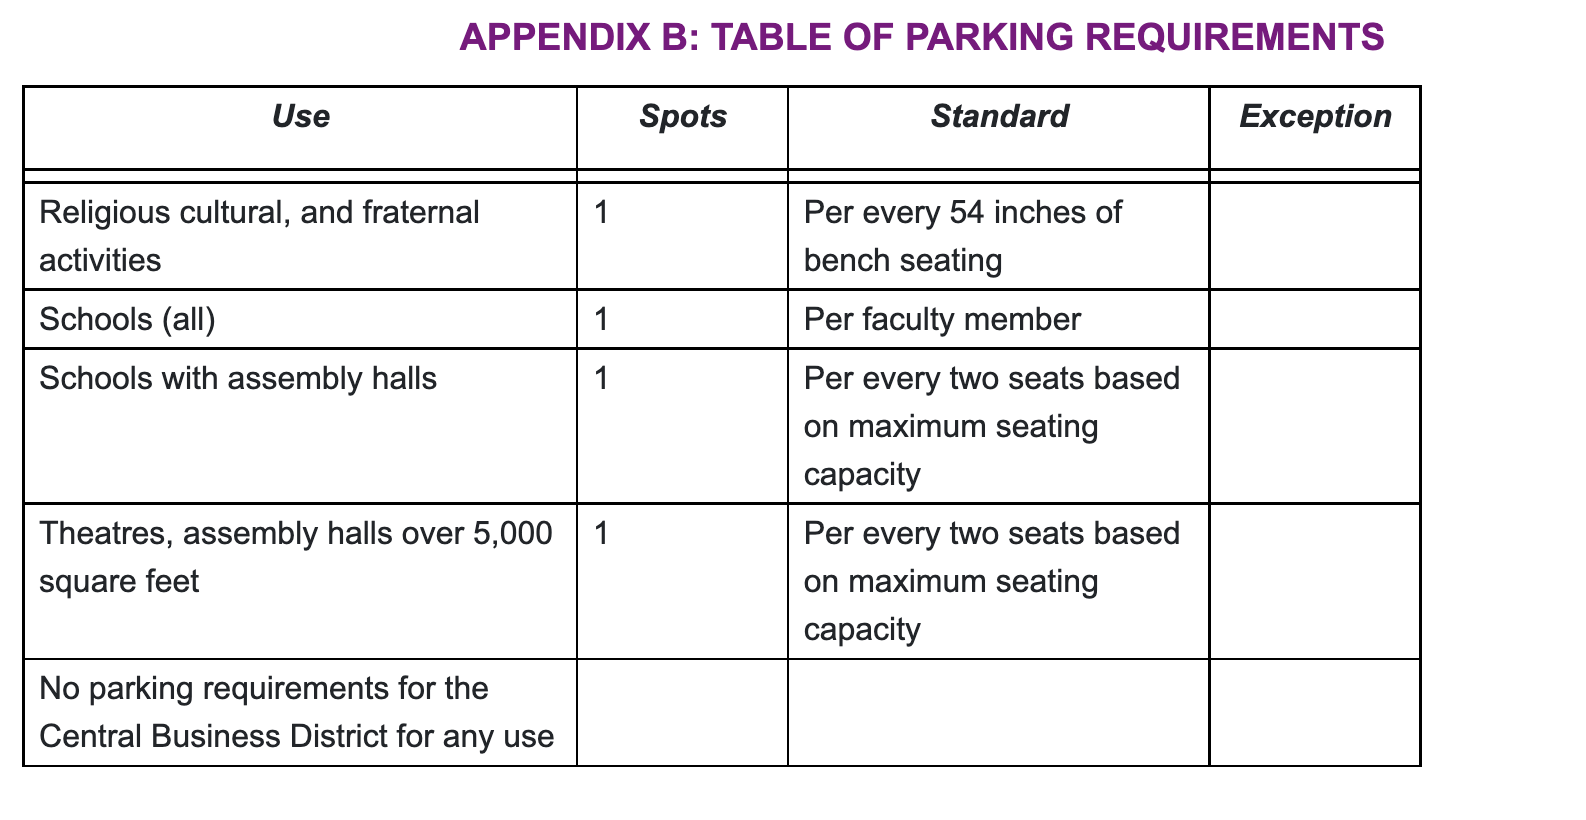 APPENDIX B: TABLE OF PARKING REQUIREMENTS
Use Spots Standard Exception
Religious cultural, and fraternal 1 Per every 54 inches of
activities bench seating
Schools (all) 1 Per faculty member
Schools with assembly halls 1 Per every two seats based
on maximum seating
capacity
Theatres, assembly halls over 5,000 1 Per every two seats based
square feet on maximum seating
capacity
No parking requirements for the
Central Business District for any use